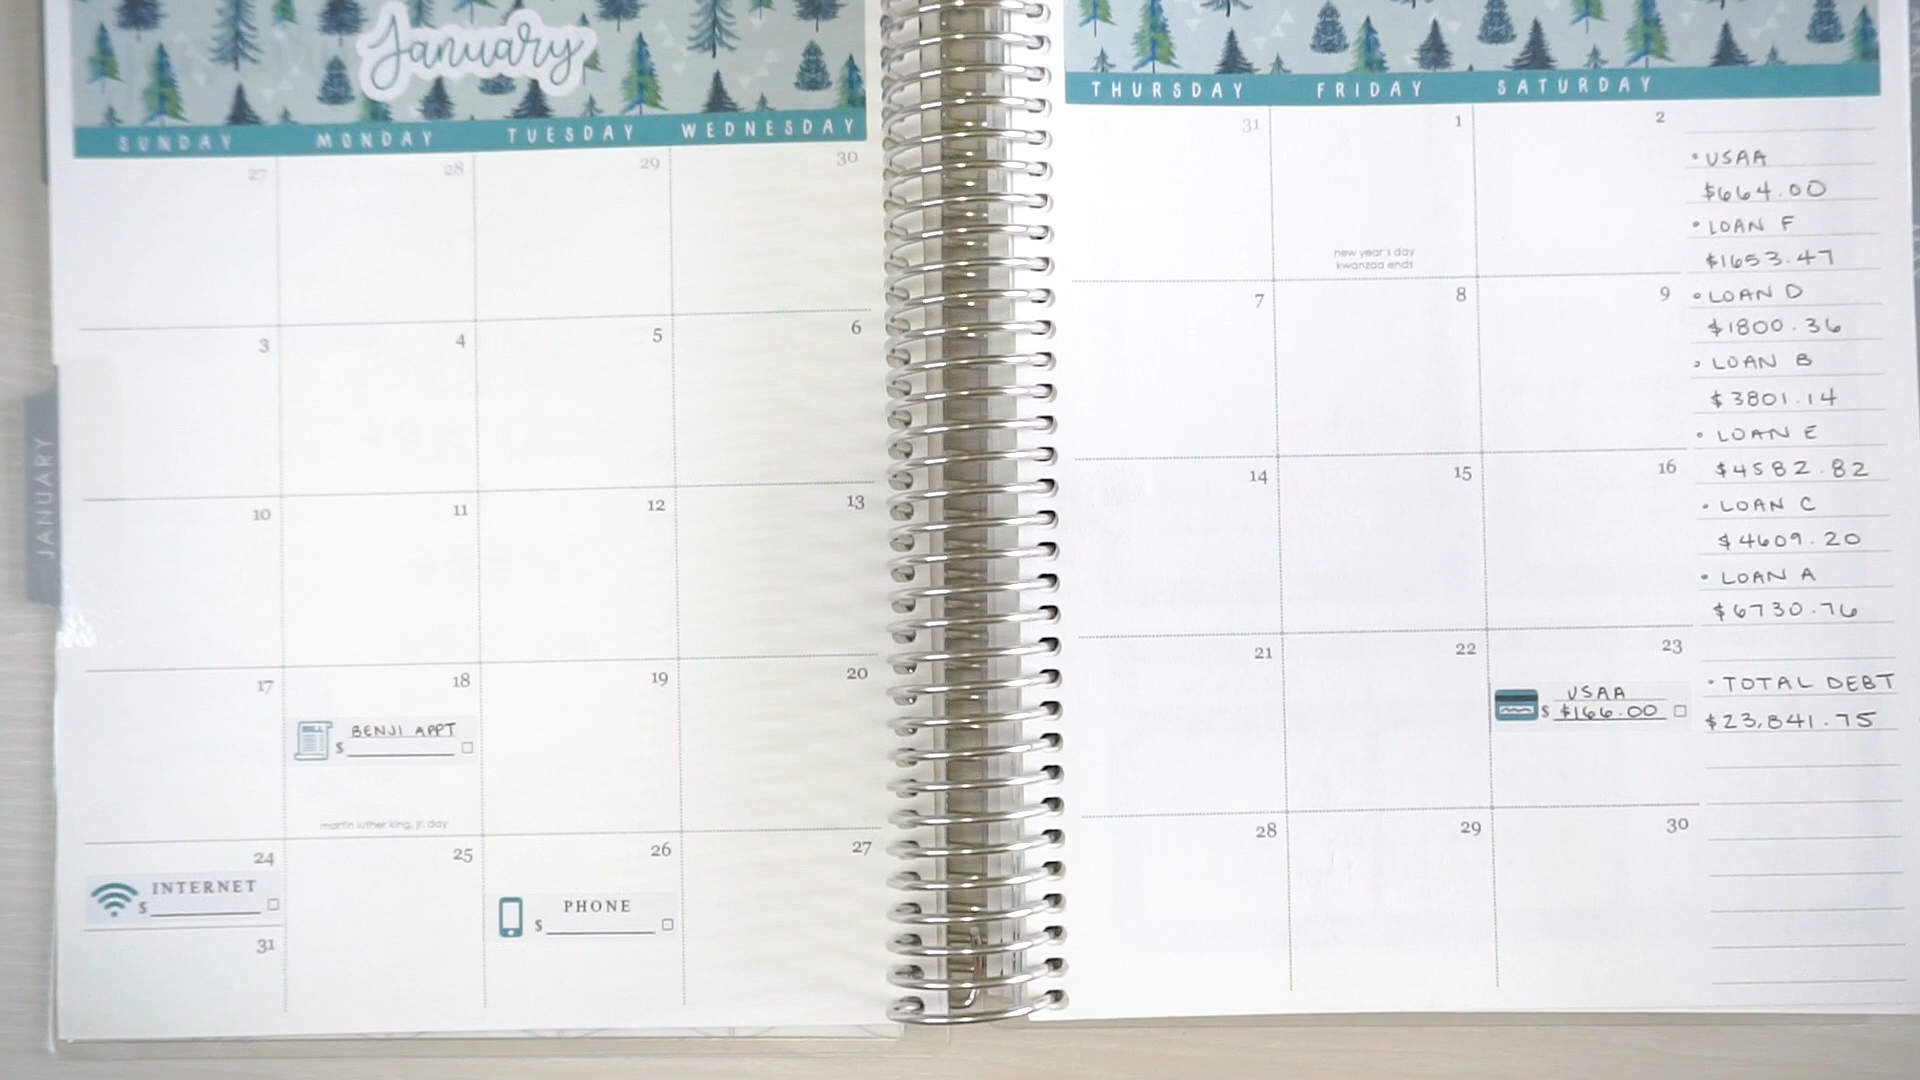 January
SUNDAY MONDAY TUESDAY WEDNESDAY
27 28 29 30
3 4 5 6
10 11 12 13
17 18 19 20
BENJI APPT
$
martin luther king, jr. day
24 25 26 27
INTERNET
$
PHONE
$
31
JANUARY
THURSDAY FRIDAY SATURDAY
31 1 2
new year's day
kwanzaa ends
7 8 9
14 15 16
21 22 23
USAA
$ $166.00
28 29 30
• USAA
$664.00
• LOAN F
$1653.47
• LOAN D
$1800.36
• LOAN B
$3801.14
• LOAN E
$4582.82
• LOAN C
$4609.20
• LOAN A
$6730.76
• TOTAL DEBT
$23,841.75